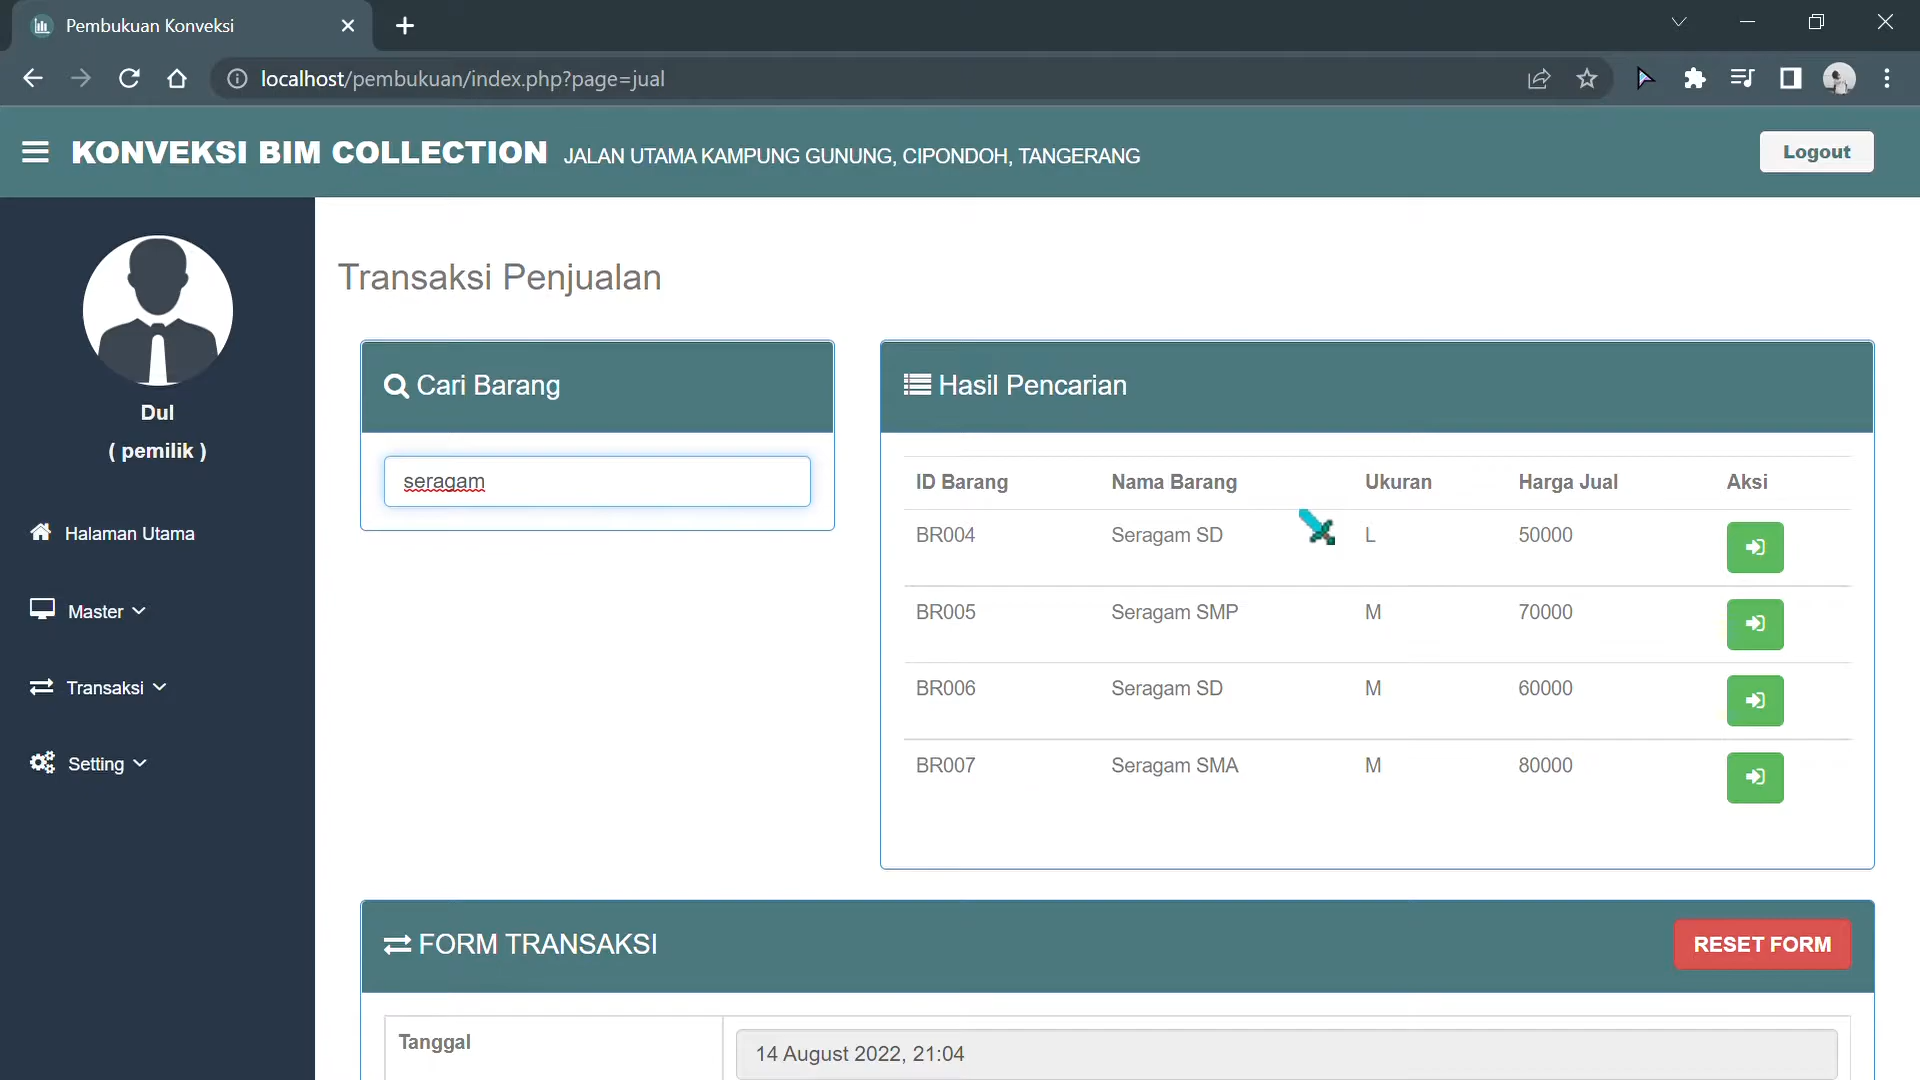 Pembukuan Konveksi
localhost/pembukuan/index.php?page=jual
KONVEKSI BIM COLLECTION JALAN UTAMA KAMPUNG GUNUNG, CIPONDOH, TANGERANG
Logout
Dul
( pemilik )
Halaman Utama
Master
Transaksi
Setting
Transaksi Penjualan
Cari Barang
seragam
Hasil Pencarian
ID Barang Nama Barang Ukuran Harga Jual Aksi
BR004 Seragam SD L 50000
BR005 Seragam SMP M 70000
BR006 Seragam SD M 60000
BR007 Seragam SMA M 80000
FORM TRANSAKSI
RESET FORM
Tanggal 14 August 2022, 21:04